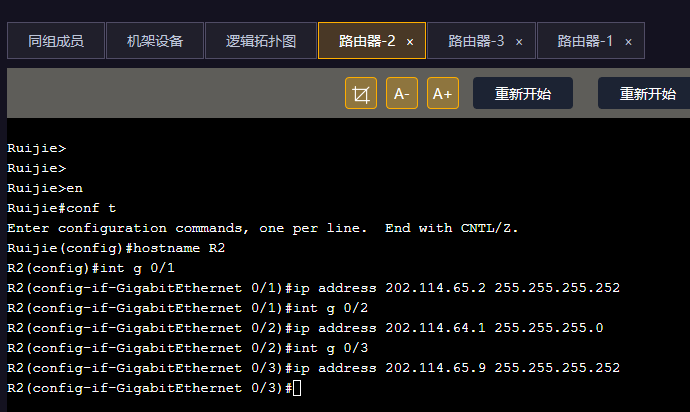 同组成员 机架设备 逻辑拓扑图 路由器-2 × 路由器-3 × 路由器-1 ×
A- A+ 重新开始 重新开始
Ruijie>
Ruijie>
Ruijie>en
Ruijie#conf t
Enter configuration commands, one per line.  End with CNTL/Z.
Ruijie(config)#hostname R2
R2(config)#int g 0/1
R2(config-if-GigabitEthernet 0/1)#ip address 202.114.65.2 255.255.255.252
R2(config-if-GigabitEthernet 0/1)#int g 0/2
R2(config-if-GigabitEthernet 0/2)#ip address 202.114.64.1 255.255.255.0
R2(config-if-GigabitEthernet 0/2)#int g 0/3
R2(config-if-GigabitEthernet 0/3)#ip address 202.114.65.9 255.255.255.252
R2(config-if-GigabitEthernet 0/3)#